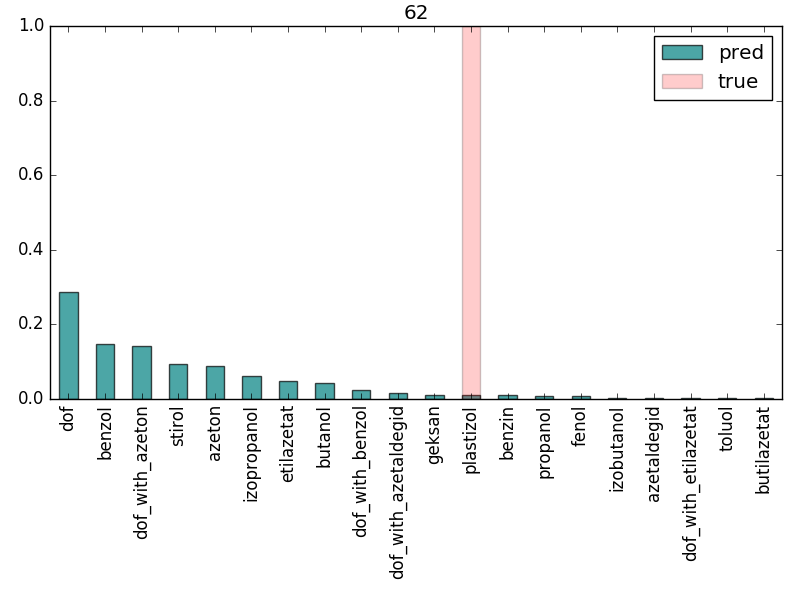 62
1.0
0.8
0.6
0.4
0.2
0.0
pred
true
dof
benzol
dof_with_azeton
stirol
azeton
izopropanol
etilazetat
butanol
dof_with_benzol
dof_with_azetaldegid
geksan
plastizol
benzin
propanol
fenol
izobutanol
azetaldegid
dof_with_etilazetat
toluol
butilazetat